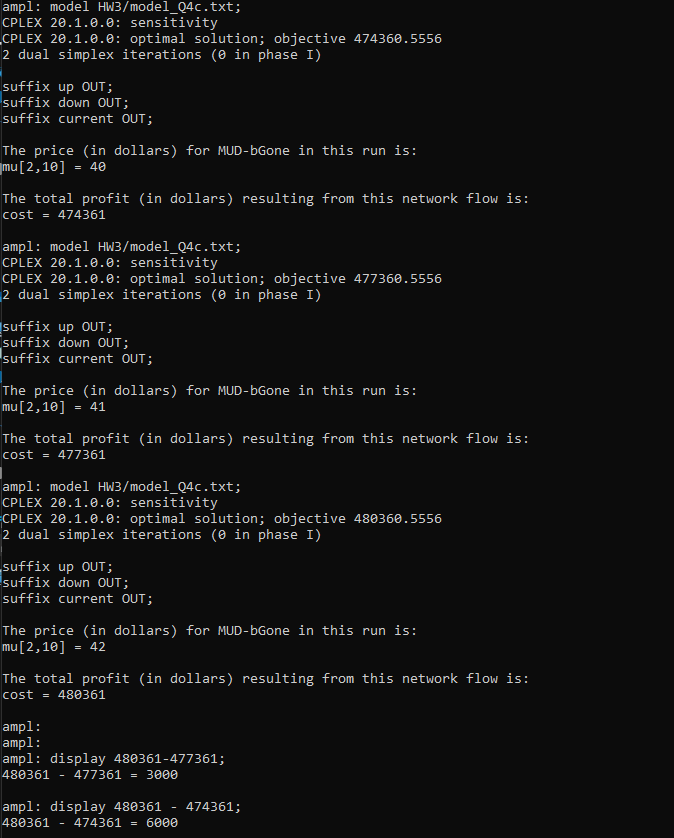 ampl: model HW3/model_Q4c.txt;
CPLEX 20.1.0.0: sensitivity
CPLEX 20.1.0.0: optimal solution; objective 474360.5556
2 dual simplex iterations (0 in phase I)

suffix up OUT;
suffix down OUT;
suffix current OUT;

The price (in dollars) for MUD-bGone in this run is:
mu[2,10] = 40

The total profit (in dollars) resulting from this network flow is:
cost = 474361

ampl: model HW3/model_Q4c.txt;
CPLEX 20.1.0.0: sensitivity
CPLEX 20.1.0.0: optimal solution; objective 477360.5556
2 dual simplex iterations (0 in phase I)

suffix up OUT;
suffix down OUT;
suffix current OUT;

The price (in dollars) for MUD-bGone in this run is:
mu[2,10] = 41

The total profit (in dollars) resulting from this network flow is:
cost = 477361

ampl: model HW3/model_Q4c.txt;
CPLEX 20.1.0.0: sensitivity
CPLEX 20.1.0.0: optimal solution; objective 480360.5556
2 dual simplex iterations (0 in phase I)

suffix up OUT;
suffix down OUT;
suffix current OUT;

The price (in dollars) for MUD-bGone in this run is:
mu[2,10] = 42

The total profit (in dollars) resulting from this network flow is:
cost = 480361

ampl:
ampl:
ampl: display 480361-477361;
480361 - 477361 = 3000

ampl: display 480361 - 474361;
480361 - 474361 = 6000